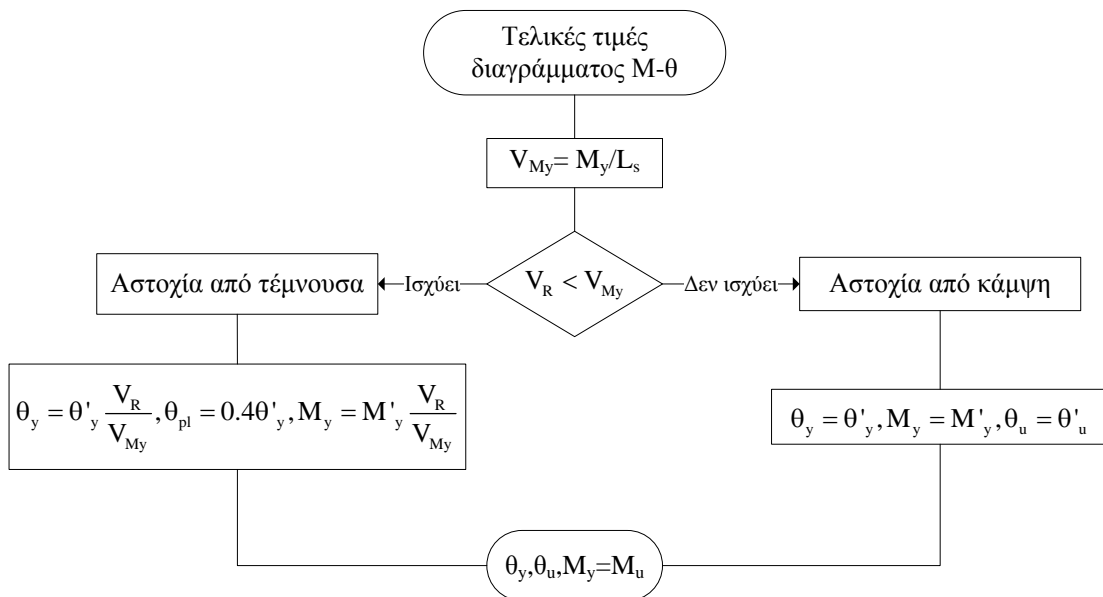 Τελικές τιμές
διαγράμματος Μ-θ
V_My= M_y/L_s
Αστοχία από τέμνουσα
Ισχύει
V_R < V_My
Δεν ισχύει
Αστοχία από κάμψη
θ_y = θ'_y V_R/V_My, θ_pl = 0.4θ'_y, M_y = M'_y V_R/V_My
θ_y = θ'_y, M_y = M'_y, θ_u = θ'_u
θ_y,θ_u,M_y=M_u